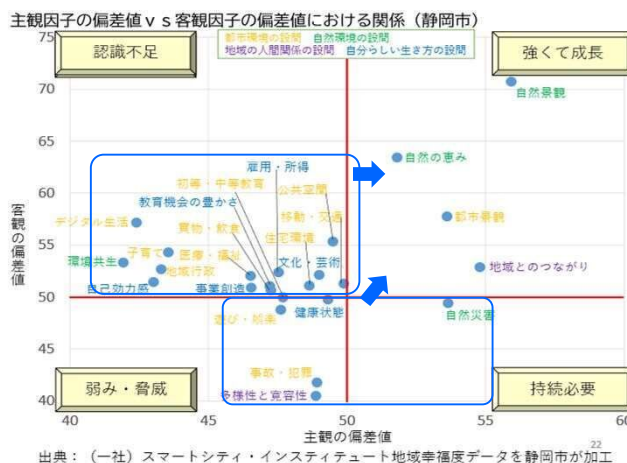 主観因子の偏差値vs客観因子の偏差値における関係（静岡市）
75
認識不足
都市環境の設問 自然環境の設問
地域の人間関係の設問 自分らしい生き方の設問
強くて成長
70
自然景観
65
雇用・所得
自然の恵み
初等・中等教育
60
教育機会の豊かさ
公共空間
デジタル生活
買物・飲食
移動・交通
都市景観
客観の偏差値
55
子育て
医療・福祉
住宅環境
環境共生
地域行政
文化・芸術
地域とのつながり
自己効力感
事業創造
50
健康状態
自然災害
遊び・娯楽
45
弱み・脅威
事故・犯罪
持続必要
多様性と寛容性
40
40
45
50
55
60
主観の偏差値
22
出典：（一社）スマートシティ・インスティテュート地域幸福度データを静岡市が加工